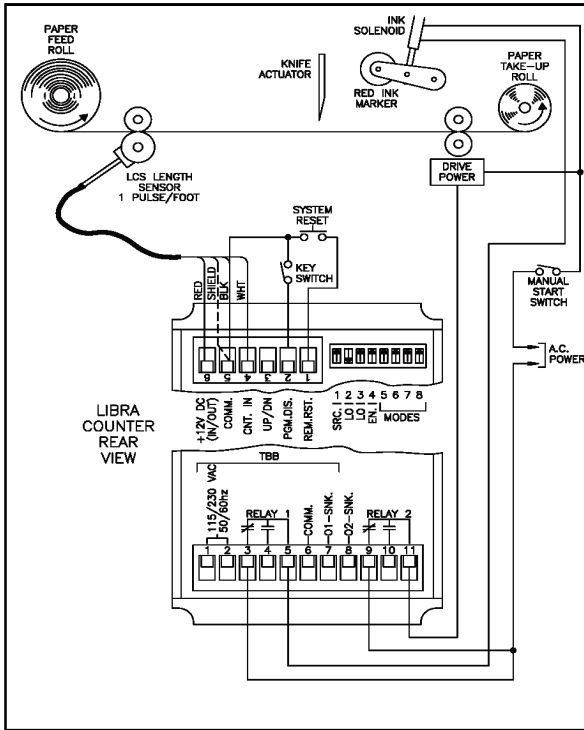 PAPER
FEED
ROLL
INK
SOLENOID
KNIFE
ACTUATOR
RED INK
MARKER
PAPER
TAKE-UP
ROLL
LCS LENGTH
SENSOR
1 PULSE/FOOT
DRIVE
POWER
SYSTEM
RESET
KEY
SWITCH
MANUAL
START
SWITCH
A.C.
POWER
RED
SHIELD
BLK
WHT
6 5 4 3 2 1
+12V DC
(IN/OUT)
COMM.
CNT. IN
UP/DN
PGM.DIS.
REM.RST.
1 2 3 4 5 6 7 8
SRC.
LO
LO
EN.
MODES
LIBRA
COUNTER
REAR
VIEW
TBB
115/230 VAC
50/60hz
RELAY 1
COMM.
O1-SNK.
O2-SNK.
RELAY 2
1 2 3 4 5 6 7 8 9 10 11